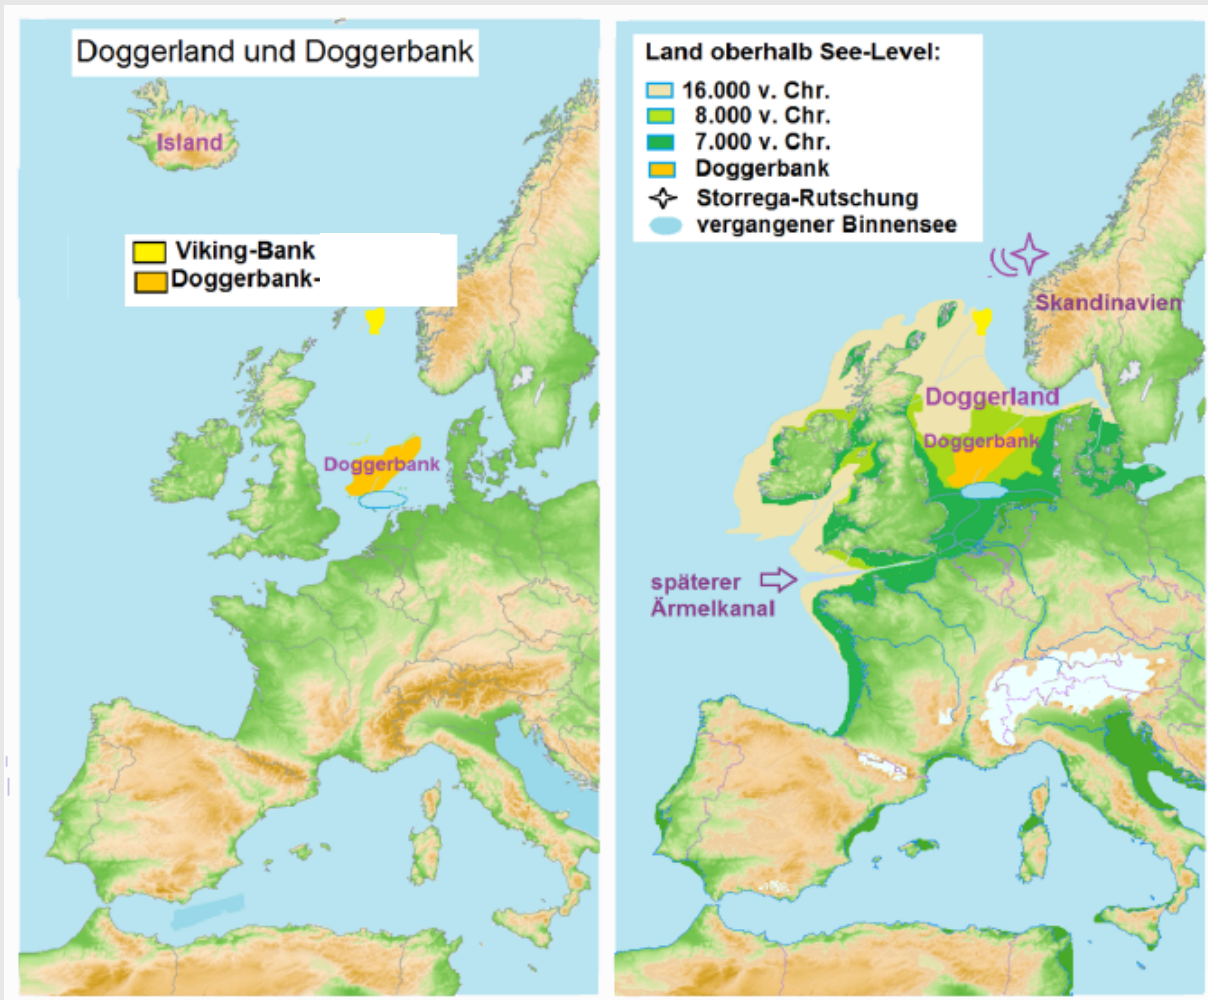 Doggerland und Doggerbank
Island
Viking-Bank
Doggerbank-
Doggerbank
Land oberhalb See-Level:
16.000 v. Chr.
8.000 v. Chr.
7.000 v. Chr.
Doggerbank
Storrega-Rutschung
vergangener Binnensee
Skandinavien
Doggerland
Doggerbank
späterer
Ärmelkanal